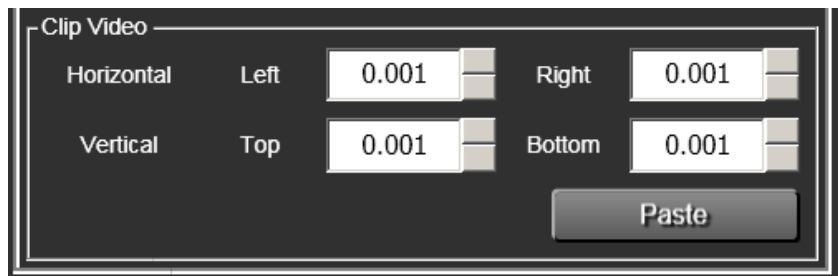 Clip Video
Horizontal Left 0.001 Right 0.001
Vertical Top 0.001 Bottom 0.001
Paste